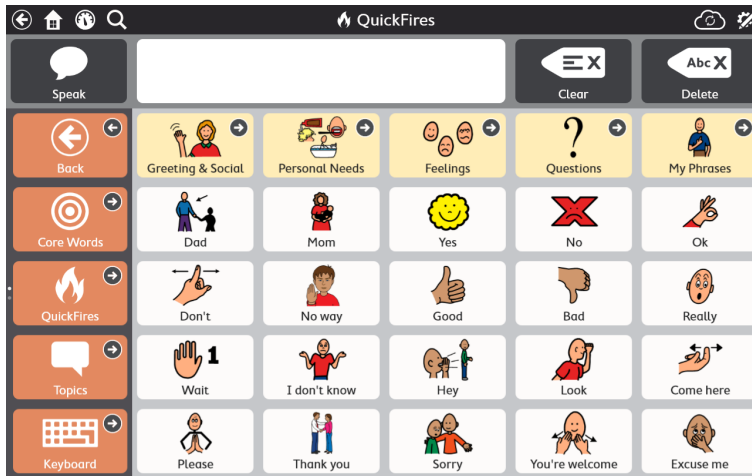 QuickFires
Speak
Clear
Abc X
Delete
Back
Greeting & Social
Personal Needs
Feelings
?
Questions
My Phrases
Core Words
Dad
Mom
Yes
No
Ok
QuickFires
Don't
No way
Good
Bad
Really
Topics
1
Wait
I don't know
Hey
Look
Come here
Keyboard
Please
Thank you
Sorry
You're welcome
Excuse me